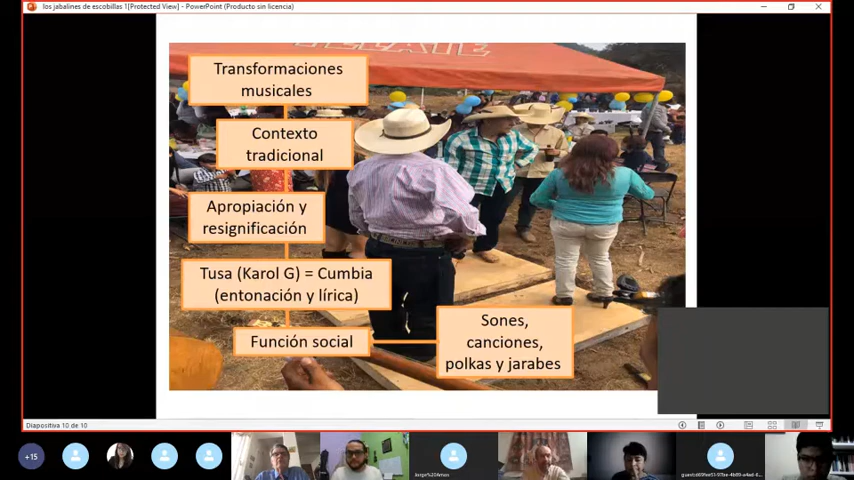 los jabalines de escobillas 1[Protected View] - PowerPoint (Producto sin licencia)
Transformaciones
musicales
Contexto
tradicional
Apropiación y
resignificación
Tusa (Karol G) = Cumbia
(entonación y lírica)
Función social
Sones,
canciones,
polkas y jarabes
Diapositiva 10 de 10
+15